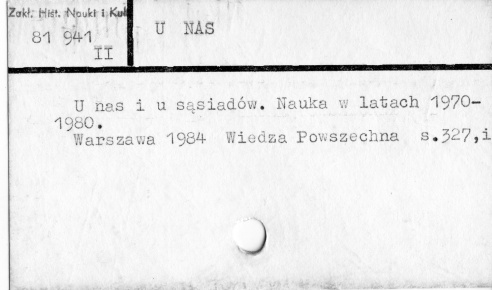 Zakł. Hist. Nauki i Kul
81 941
II
U NAS
U nas i u sąsiadów. Nauka w latach 1970-
1980.
Warszawa 1984 Wiedza Powszechna s.327,i